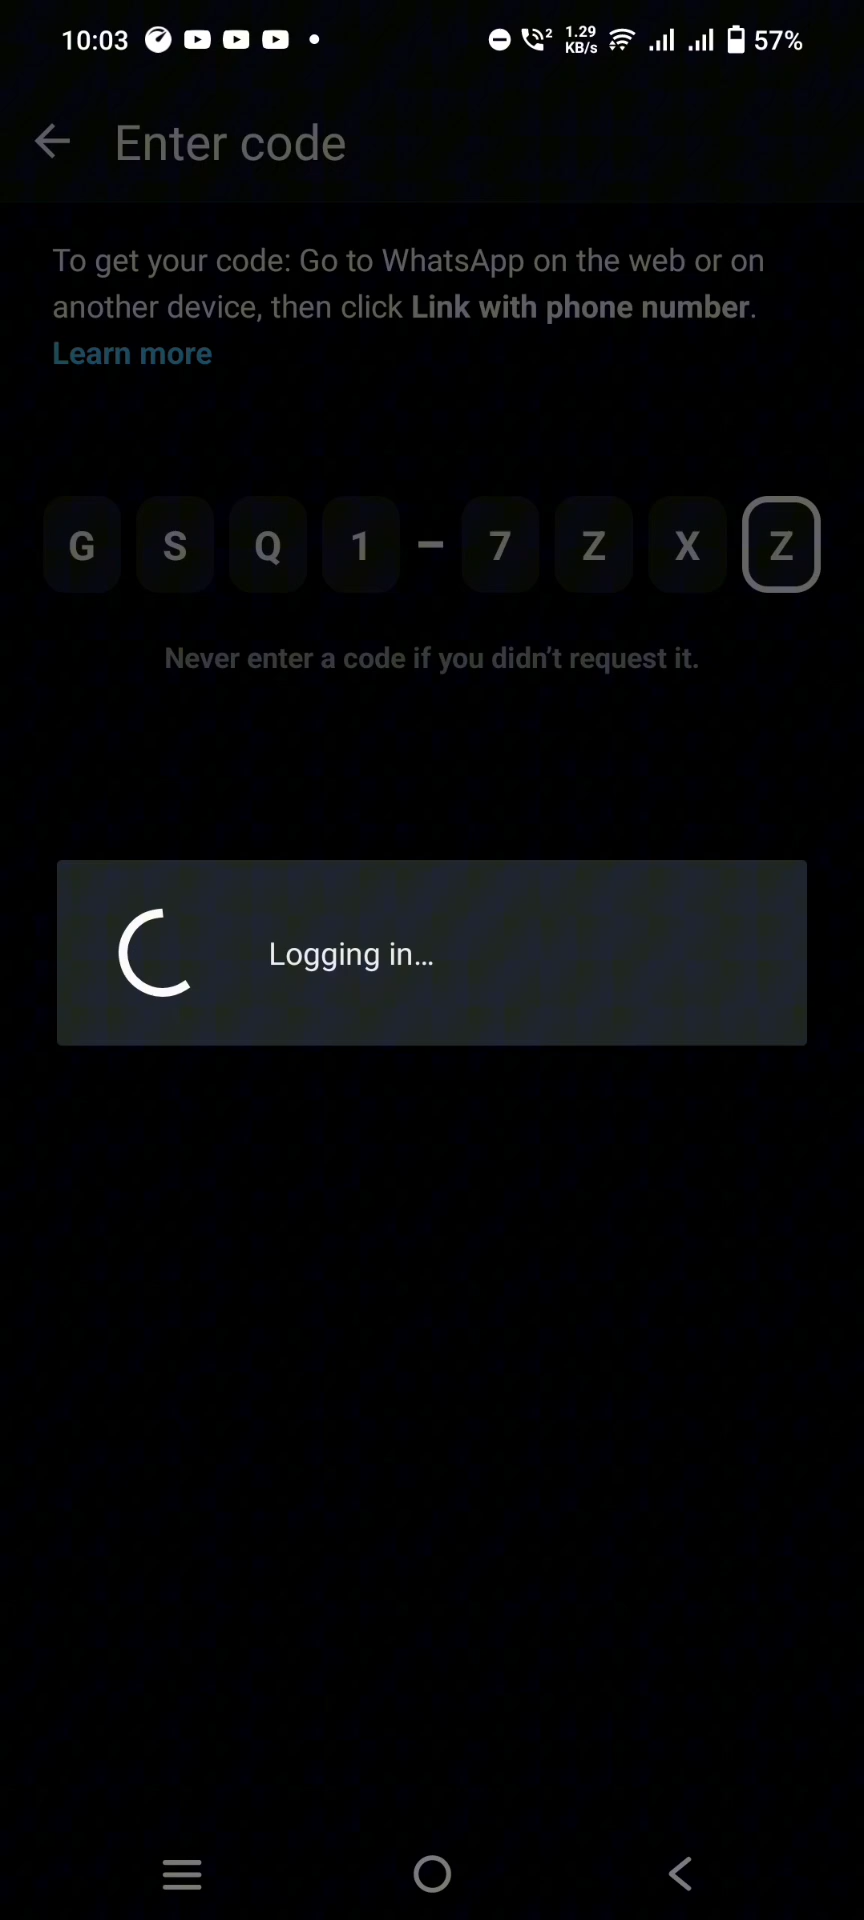 10:03 2 1.29 KB/s 57%
Enter code
To get your code: Go to WhatsApp on the web or on
another device, then click Link with phone number.
Learn more
G S Q 1 – 7 Z X Z
Never enter a code if you didn’t request it.
Logging in…